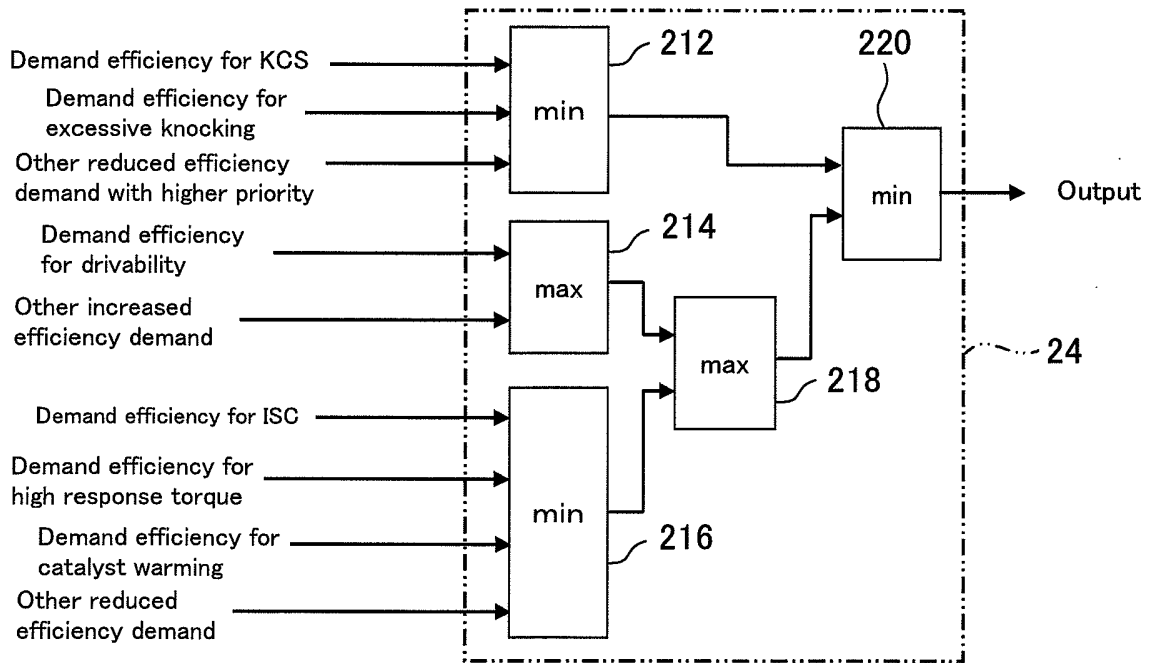 Demand efficiency for KCS
Demand efficiency for
excessive knocking
Other reduced efficiency
demand with higher priority
min
212
Demand efficiency
for drivability
Other increased
efficiency demand
max
214
Demand efficiency for ISC
Demand efficiency for
high response torque
Demand efficiency for
catalyst warming
Other reduced
efficiency demand
min
216
max
218
min
220
Output
24